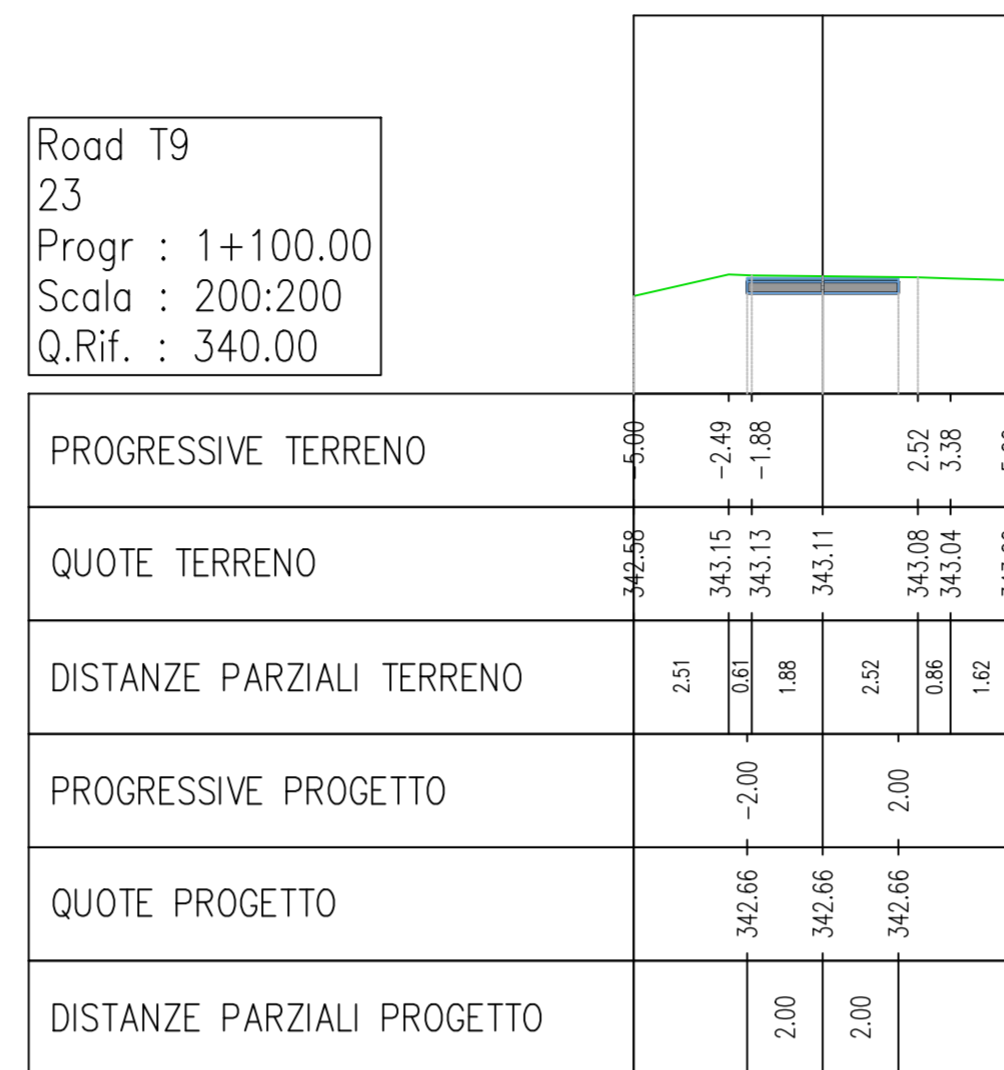 Road T9
23
Progr : 1+100.00
Scala : 200:200
Q.Rif. : 340.00
PROGRESSIVE TERRENO -5.00 -2.49 -1.88 2.52 3.38
QUOTE TERRENO 342.58 343.15 343.13 343.11 343.08 343.04
DISTANZE PARZIALI TERRENO 2.51 0.61 1.88 2.52 0.86 1.62
PROGRESSIVE PROGETTO -2.00 2.00
QUOTE PROGETTO 342.66 342.66 342.66
DISTANZE PARZIALI PROGETTO 2.00 2.00